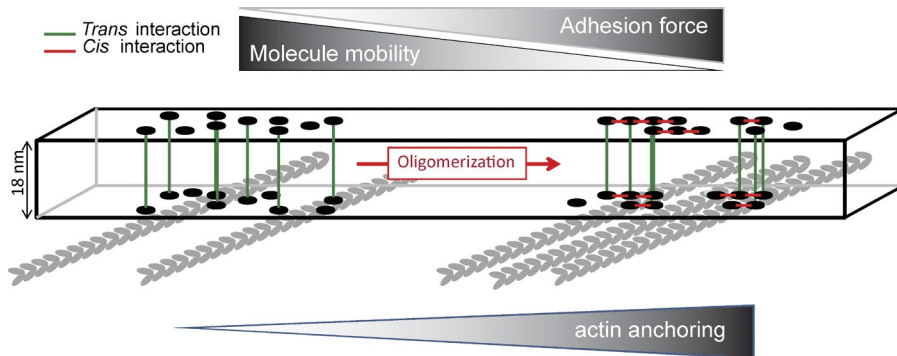 Trans interaction
Cis interaction
Adhesion force
Molecule mobility
18 nm
Oligomerization
actin anchoring